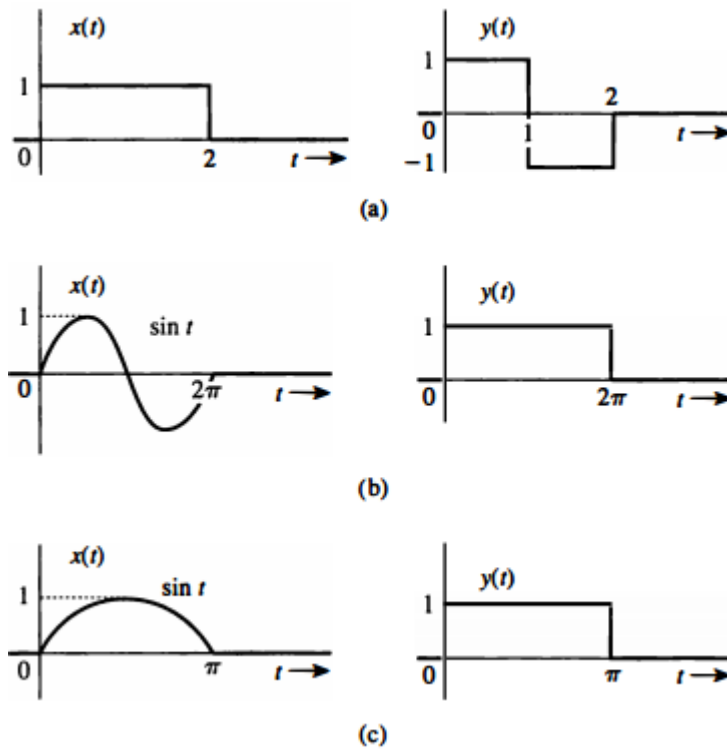 x(t) y(t)
1 1
2
0 2 t → 0 1
−1
(a)
x(t) y(t)
1 sin t 1
0 2π t → 0 2π t →
(b)
x(t) y(t)
1 sin t 1
0 π t → 0 π t →
(c)